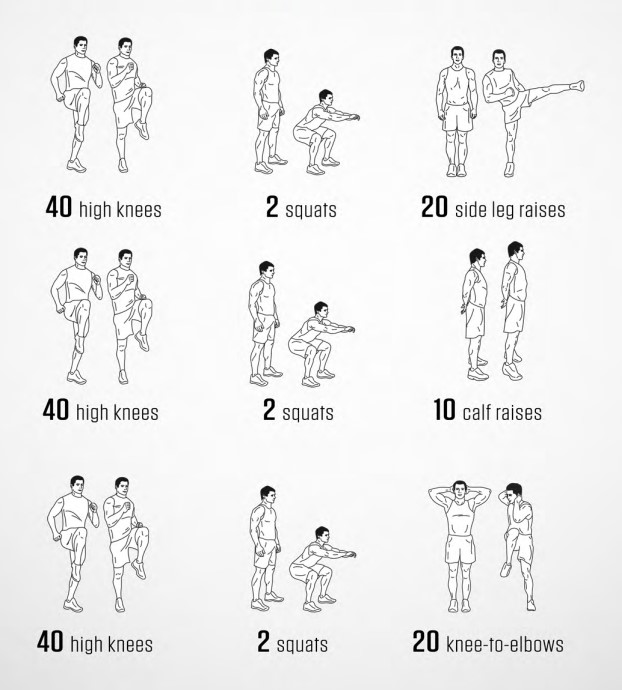 40 high knees
2 squats
20 side leg raises
40 high knees
2 squats
10 calf raises
40 high knees
2 squats
20 knee-to-elbows